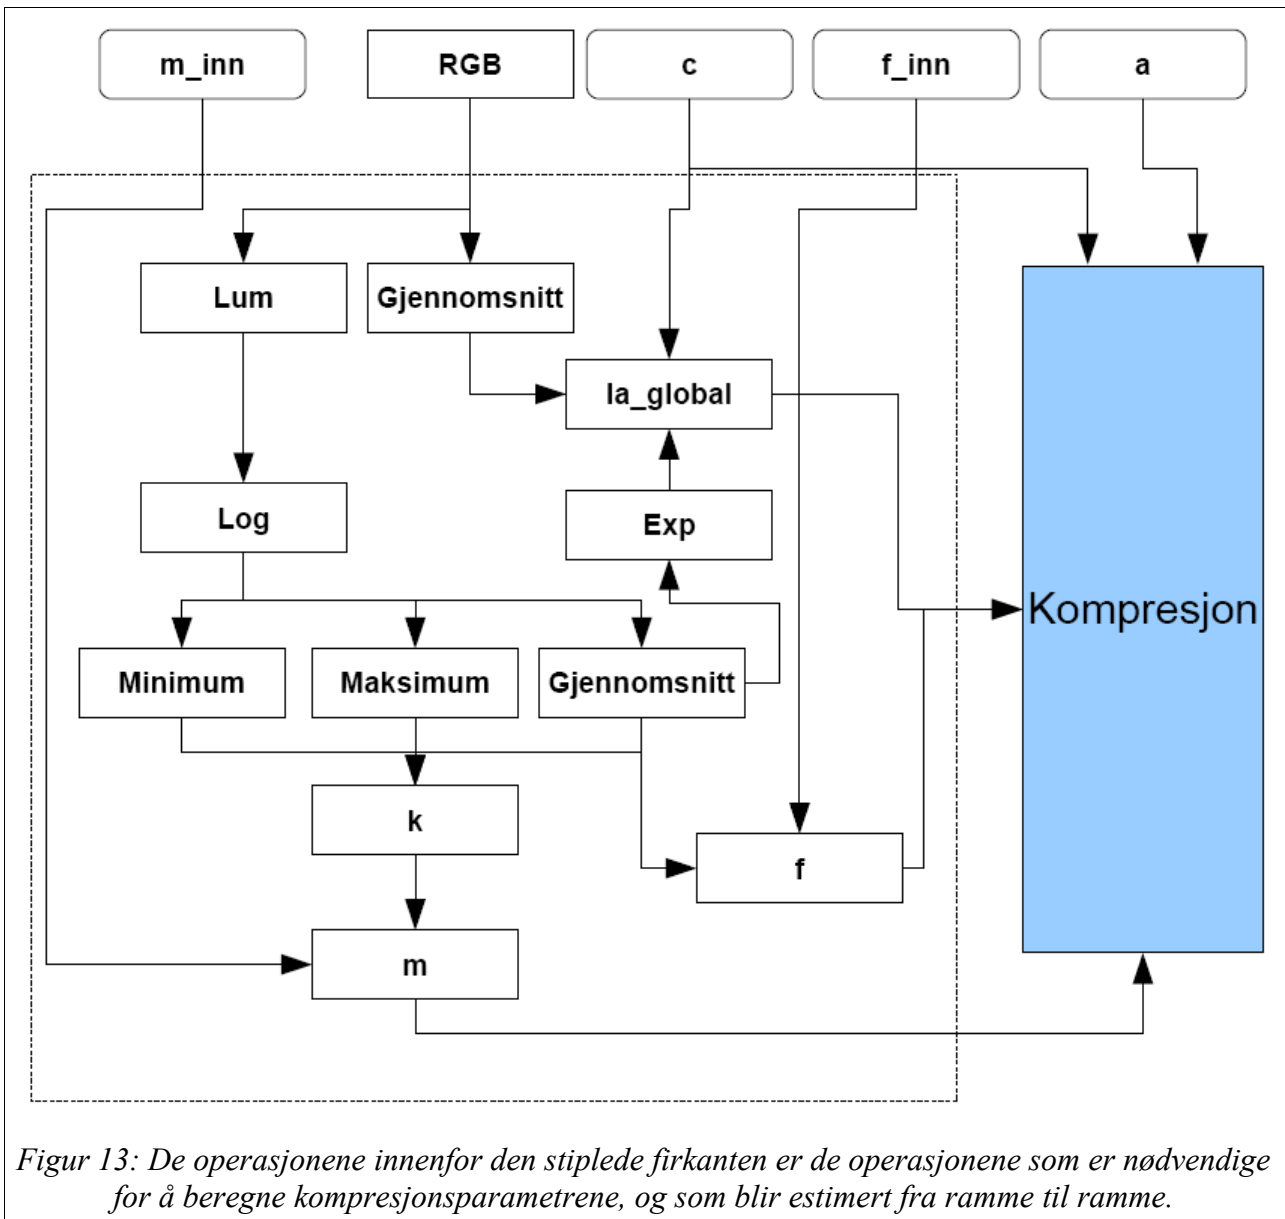 m_inn
RGB
c
f_inn
a
Lum
Gjennomsnitt
Ia_global
Log
Exp
Kompresjon
Minimum
Maksimum
Gjennomsnitt
k
f
m
Figur 13: De operasjonene innenfor den stiplede firkanten er de operasjonene som er nødvendige
for å beregne kompresjonsparametrene, og som blir estimert fra ramme til ramme.